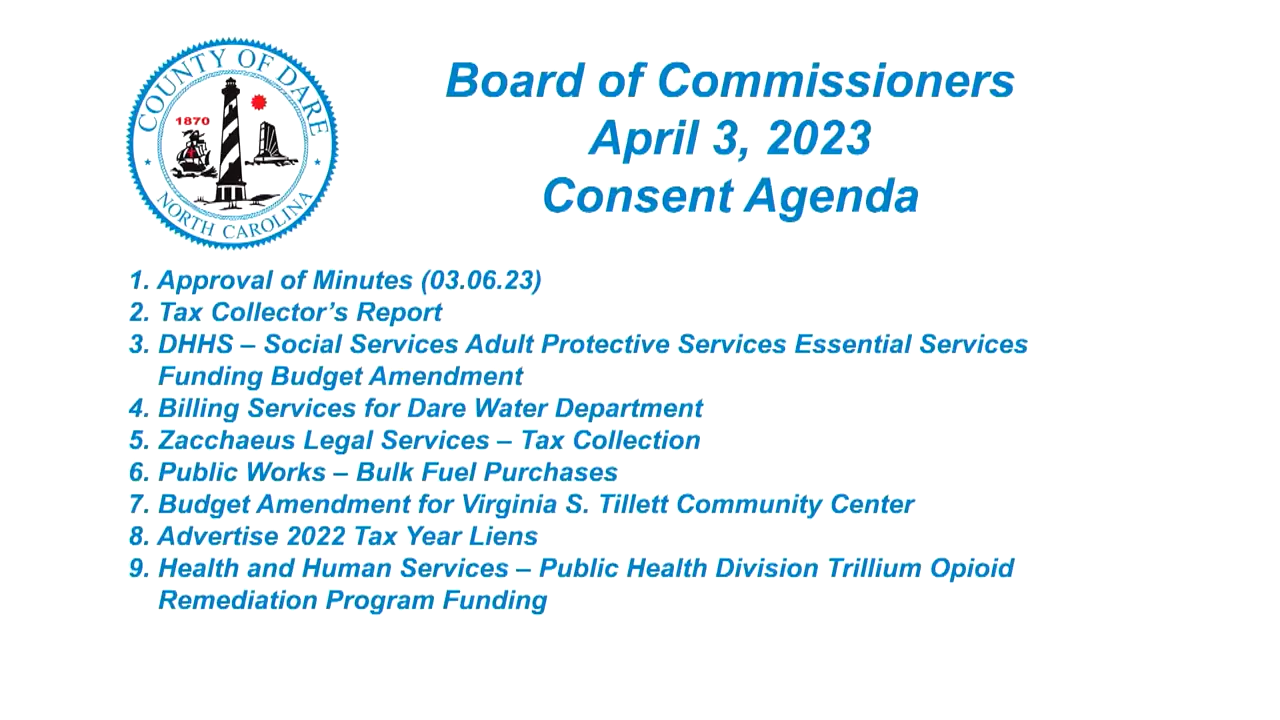 COUNTY OF DARE
1870
NORTH CAROLINA
Board of Commissioners
April 3, 2023
Consent Agenda
1. Approval of Minutes (03.06.23)
2. Tax Collector’s Report
3. DHHS – Social Services Adult Protective Services Essential Services
Funding Budget Amendment
4. Billing Services for Dare Water Department
5. Zacchaeus Legal Services – Tax Collection
6. Public Works – Bulk Fuel Purchases
7. Budget Amendment for Virginia S. Tillett Community Center
8. Advertise 2022 Tax Year Liens
9. Health and Human Services – Public Health Division Trillium Opioid
Remediation Program Funding